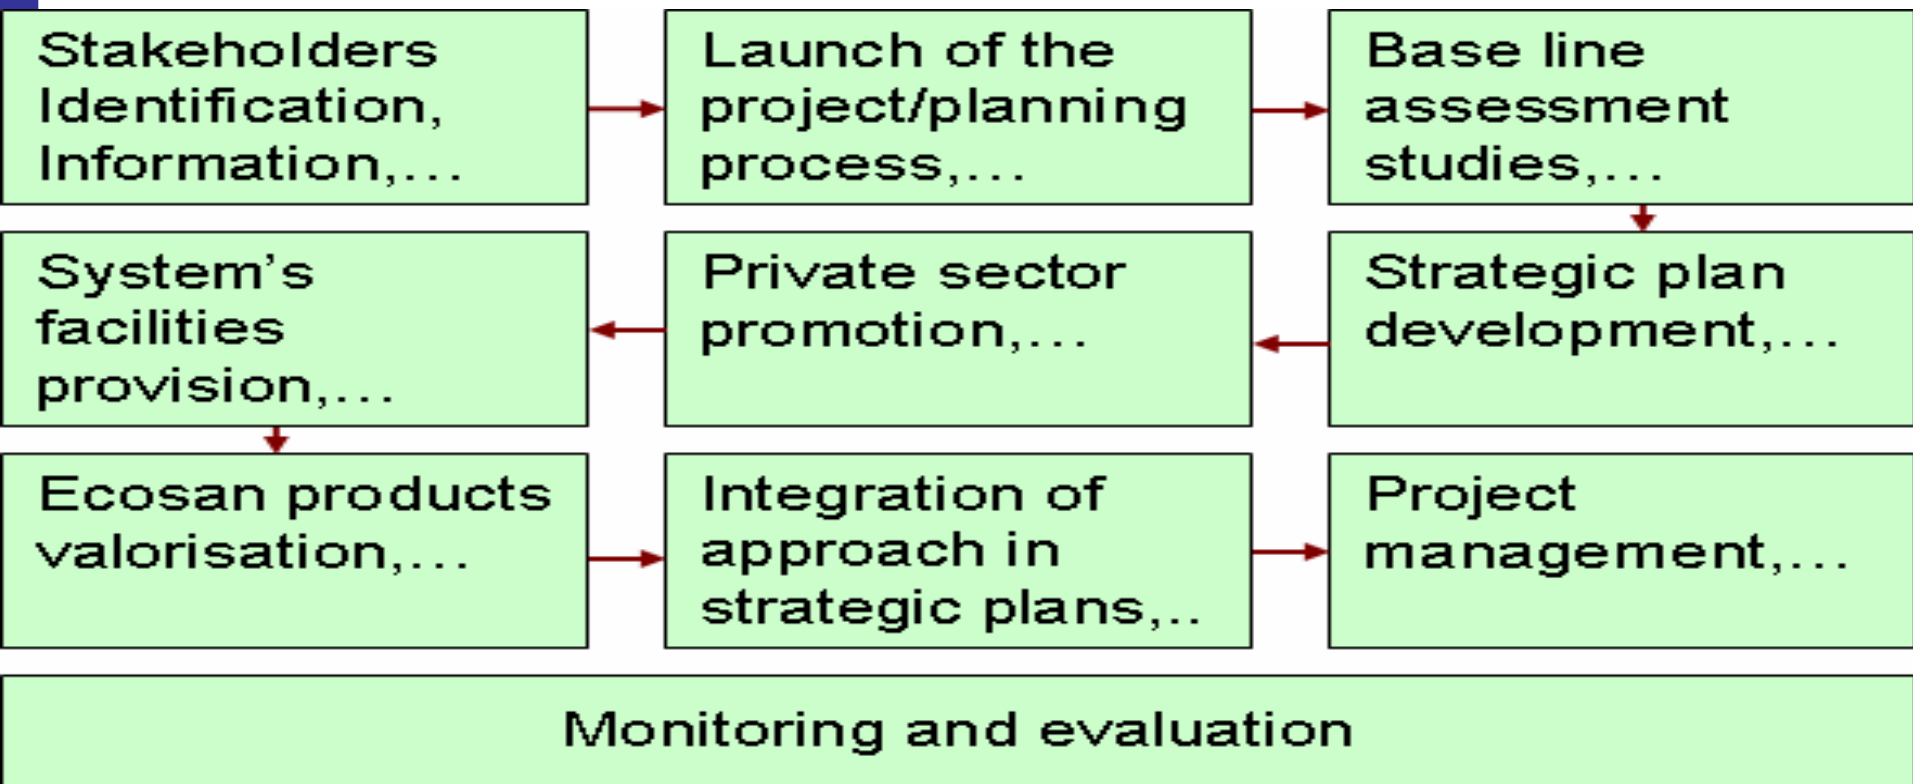 Stakeholders
Identification,
Information,...
Launch of the
project/planning
process,...
Base line
assessment
studies,...
System's
facilities
provision,...
Private sector
promotion,...
Strategic plan
development,...
Ecosan products
valorisation,...
Integration of
approach in
strategic plans,..
Project
management,...
Monitoring and evaluation